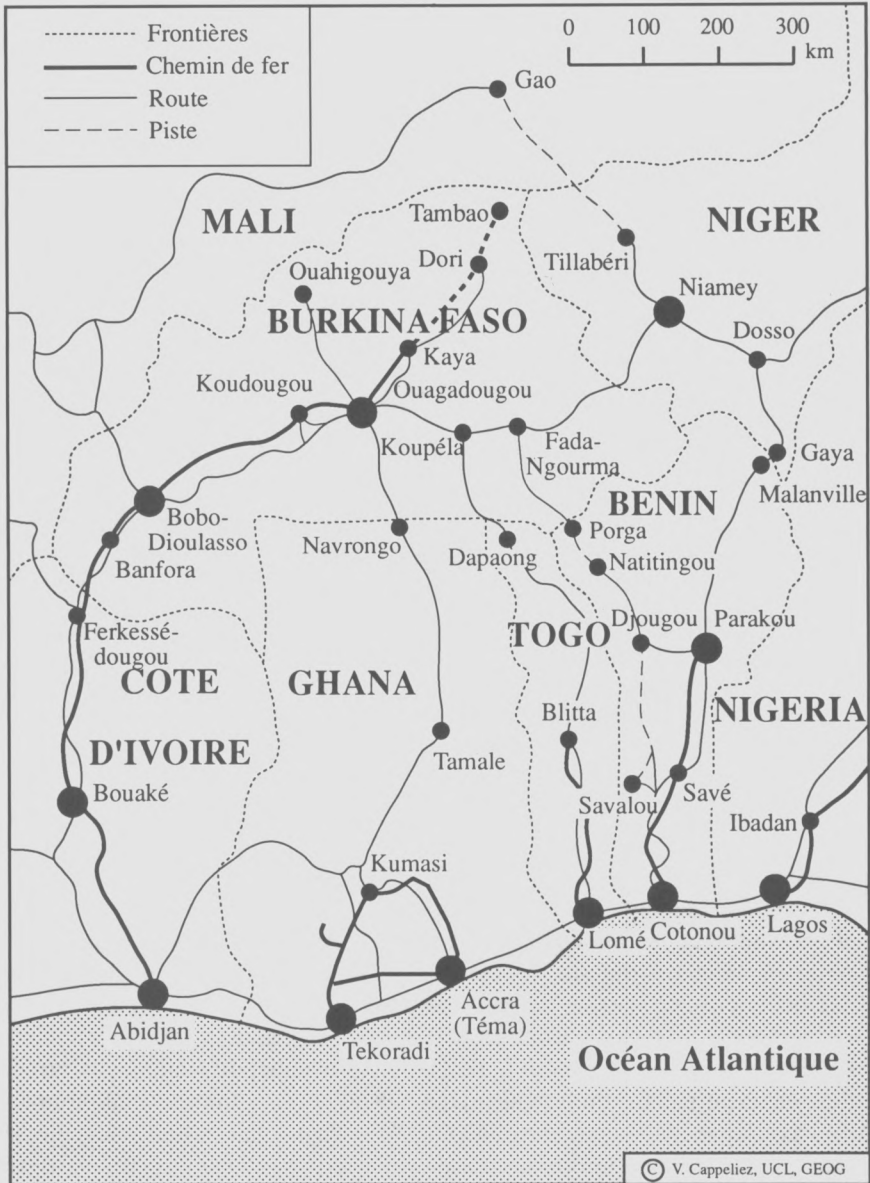 Frontières
Chemin de fer
Route
Piste
0 100 200 300
km
Gao
MALI
Tambao
NIGER
Dori
Tillabéri
Ouahigouya
Niamey
BURKINA FASO
Dosso
Kaya
Koudougou
Ouagadougou
Koupéla
Fada-
Ngourma
Gaya
Malanville
BENIN
Bobo-
Dioulasso
Navrongo
Porga
Banfora
Dapaong
Natitingou
Ferkessé-
dougou
TOGO
Djougou
Parakou
COTE
D'IVOIRE
GHANA
NIGERIA
Blitta
Tamale
Bouaké
Savalou
Savé
Ibadan
Kumasi
Lomé
Cotonou
Lagos
Abidjan
Tekoradi
Accra
(Téma)
Océan Atlantique
© V. Cappeliez, UCL, GEOG